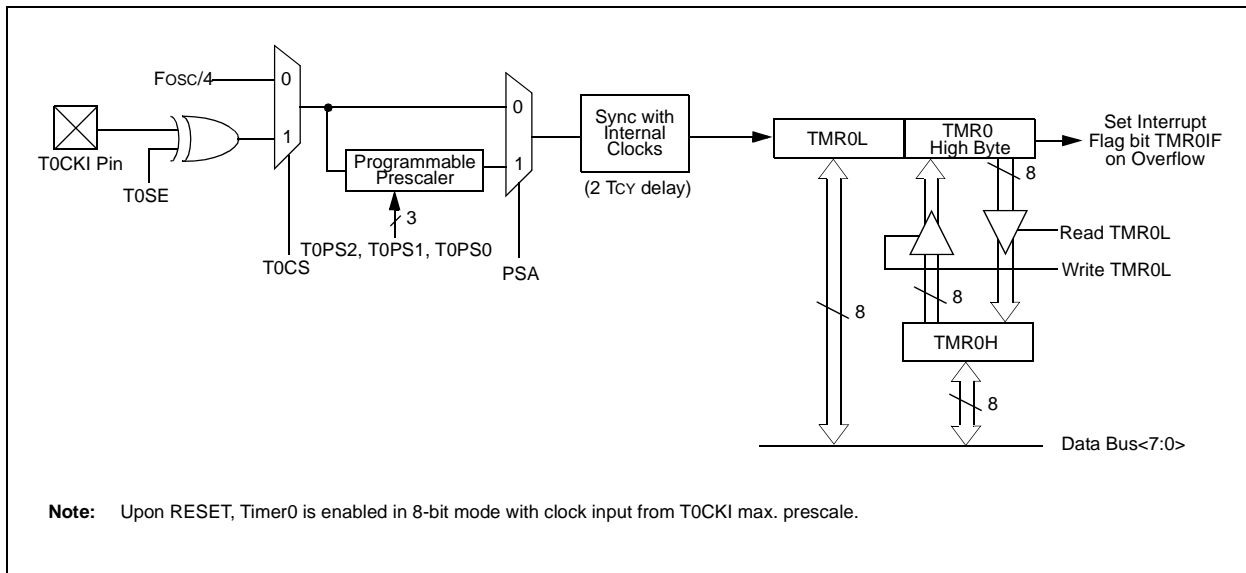 FOSC/4
0
1
T0CKI Pin
T0SE
T0CS
Programmable
Prescaler
3
T0PS2, T0PS1, T0PS0
0
1
PSA
Sync with
Internal
Clocks
(2 TCY delay)
TMR0L
TMR0
High Byte
Set Interrupt
Flag bit TMR0IF
on Overflow
8
Read TMR0L
Write TMR0L
8
8
TMR0H
8
Data Bus<7:0>
Note: Upon RESET, Timer0 is enabled in 8-bit mode with clock input from T0CKI max. prescale.